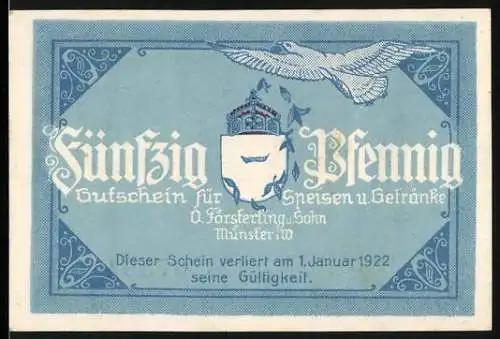 Fünfzig Pfennig
Gutschein für Speisen u. Getränke
O. Försterling u. Sohn
Münster i/W
Dieser Schein verliert am 1. Januar 1922
seine Gültigkeit.